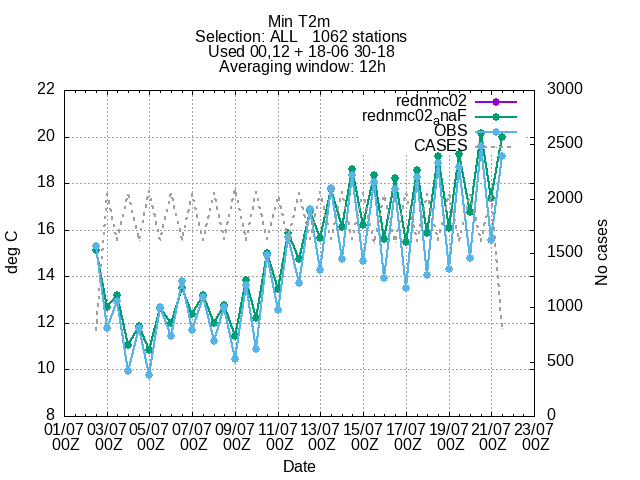 Min T2m
Selection: ALL   1062 stations
Used 00,12 + 18-06 30-18
Averaging window: 12h
22 3000
20 2500
18 2000
16 1500
14 1000
12 500
10 0
8
rednmc02
rednmc02anaF
OBS
CASES
deg C
No cases
01/07 03/07 05/07 07/07 09/07 11/07 13/07 15/07 17/07 19/07 21/07 23/07
00Z 00Z 00Z 00Z 00Z 00Z 00Z 00Z 00Z 00Z 00Z 00Z
Date